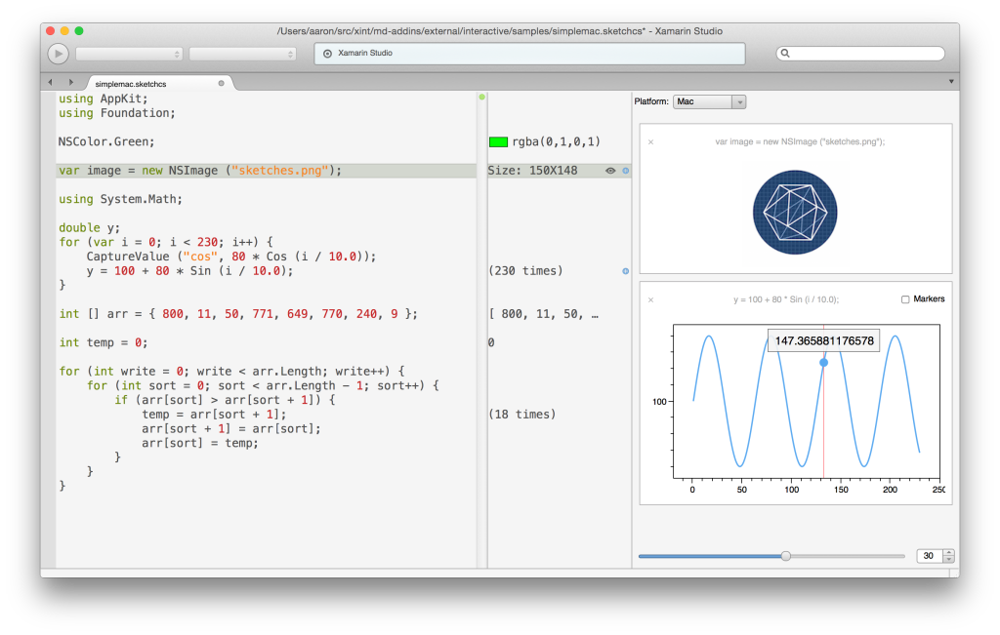 /Users/aaron/src/xint/md-addins/external/interactive/samples/simplemac.sketchcs* - Xamarin Studio
Xamarin Studio
simplemac.sketchcs
using AppKit;
using Foundation;
NSColor.Green;
rgba(0,1,0,1)
var image = new NSImage ("sketches.png");
Size: 150X148
using System.Math;
double y;
for (var i = 0; i < 230; i++) {
CaptureValue ("cos", 80 * Cos (i / 10.0));
y = 100 + 80 * Sin (i / 10.0);
(230 times)
}
int [] arr = { 800, 11, 50, 771, 649, 770, 240, 9 };
[ 800, 11, 50, …
int temp = 0;
0
for (int write = 0; write < arr.Length; write++) {
for (int sort = 0; sort < arr.Length - 1; sort++) {
if (arr[sort] > arr[sort + 1]) {
temp = arr[sort + 1];
(18 times)
arr[sort + 1] = arr[sort];
arr[sort] = temp;
}
}
}
Platform: Mac
× var image = new NSImage ("sketches.png");
× y = 100 + 80 * Sin (i / 10.0); Markers
147.365881176578
100
0 50 100 150 200 250
30